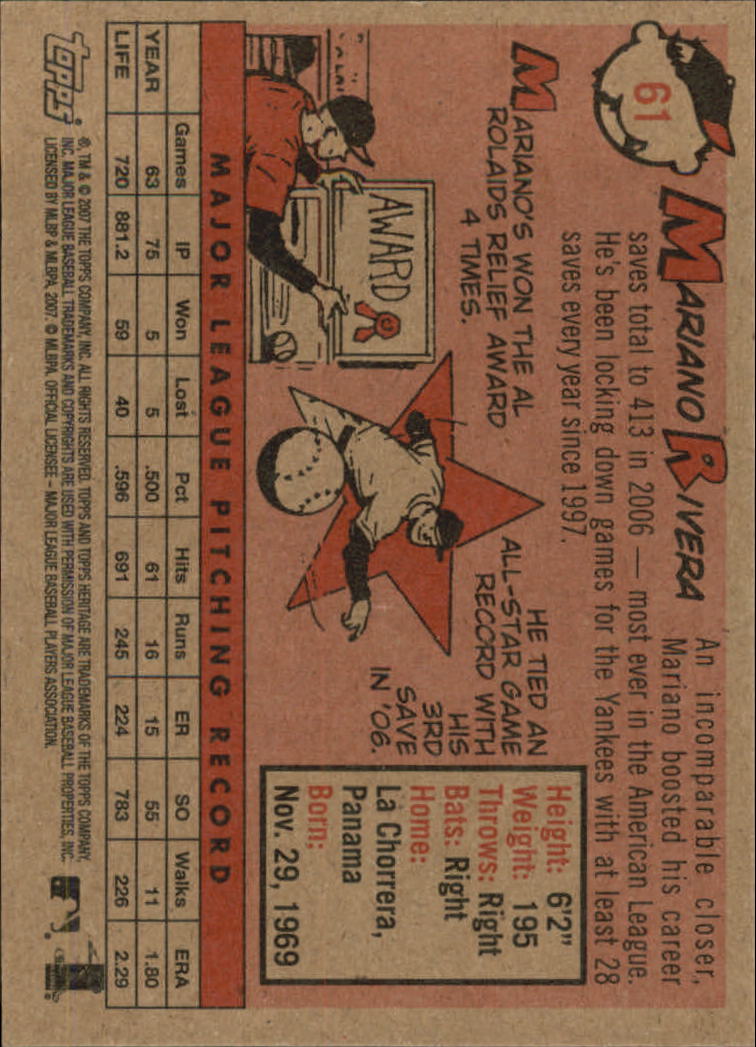 61
MARIANO RIVERA
An incomparable closer,
Mariano boosted his career
saves total to 413 in 2006 — most ever in the American League.
He's been locking down games for the Yankees with at least 28
saves every year since 1997.
MARIANO'S WON THE AL
ROLAIDS RELIEF AWARD
4 TIMES.
AWARD
HE TIED AN
ALL-STAR GAME
RECORD WITH
HIS
3RD
SAVE
IN '06.
Height: 6'2"
Weight: 195
Throws: Right
Bats: Right
Home:
La Chorrera,
Panama
Born:
Nov. 29, 1969
MAJOR LEAGUE PITCHING RECORD
Games IP Won Lost Pct Hits Runs ER SO Walks ERA
YEAR 63 75 5 5 .500 61 16 15 55 11 1.80
LIFE 720 881.2 59 40 .596 691 245 224 783 226 2.29
topps®
®, TM & © 2007 THE TOPPS COMPANY, INC. ALL RIGHTS RESERVED. TOPPS AND TOPPS HERITAGE ARE TRADEMARKS OF THE TOPPS COMPANY,
INC. MAJOR LEAGUE BASEBALL TRADEMARKS AND COPYRIGHTS ARE USED WITH PERMISSION OF MAJOR LEAGUE BASEBALL PROPERTIES, INC.
LICENSED BY MLBP & MLBPA, 2007. © MLBPA. OFFICIAL LICENSEE – MAJOR LEAGUE BASEBALL PLAYERS ASSOCIATION.